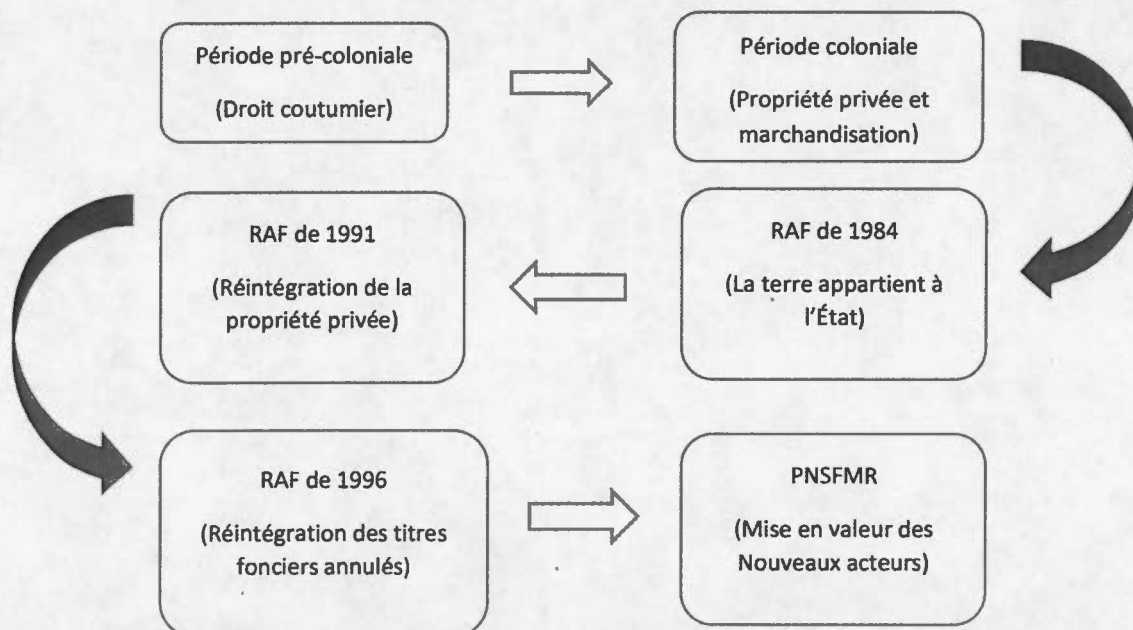 Période pré-coloniale
(Droit coutumier)
Période coloniale
(Propriété privée et
marchandisation)
RAF de 1984
(La terre appartient à
l'État)
RAF de 1991
(Réintégration de la
propriété privée)
RAF de 1996
(Réintégration des titres
fonciers annulés)
PNSFMR
(Mise en valeur des
Nouveaux acteurs)